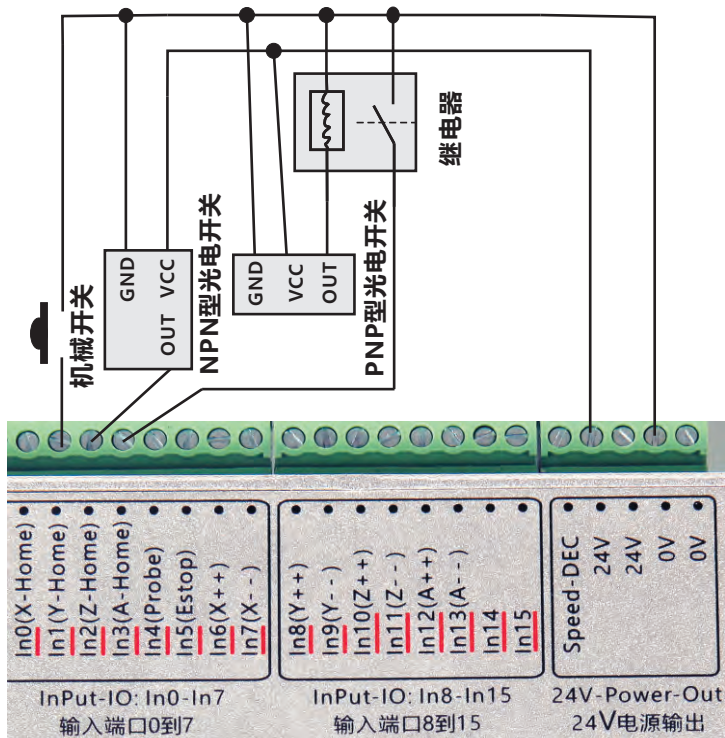 继电器
机械开关
GND
OUT VCC
NPN型光电开关
GND
VCC
OUT
PNP型光电开关
In0(X-Home)
In1(Y-Home)
In2(Z-Home)
In3(A-Home)
In4(Probe)
In5(Estop)
In6(X++)
In7(X--)
In8(Y++)
In9(Y--)
In10(Z++)
In11(Z--)
In12(A++)
In13(A--)
In14
In15
Speed-DEC
24V
24V
0V
0V
InPut-IO: In0-In7
输入端口0到7
InPut-IO: In8-In15
输入端口8到15
24V-Power-Out
24V电源输出